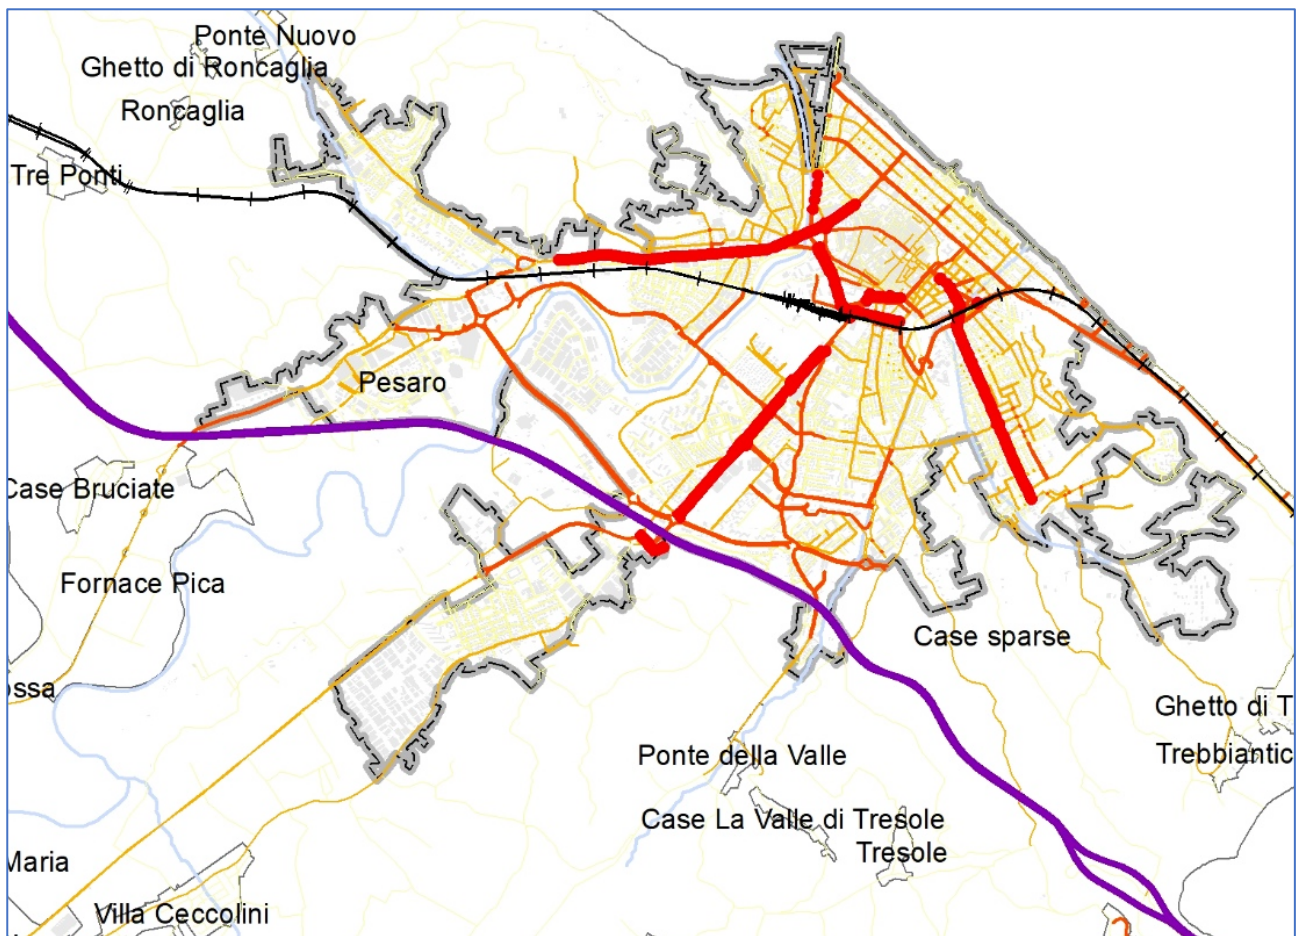 Ponte Nuovo
Ghetto di Roncaglia
Roncaglia
Tre Ponti
Pesaro
Case Bruciate
Fornace Pica
Case sparse
ossa
Ghetto di T
Ponte della Valle
Trebbiantic
Case La Valle di Tresole
Tresole
Maria
Villa Ceccolini